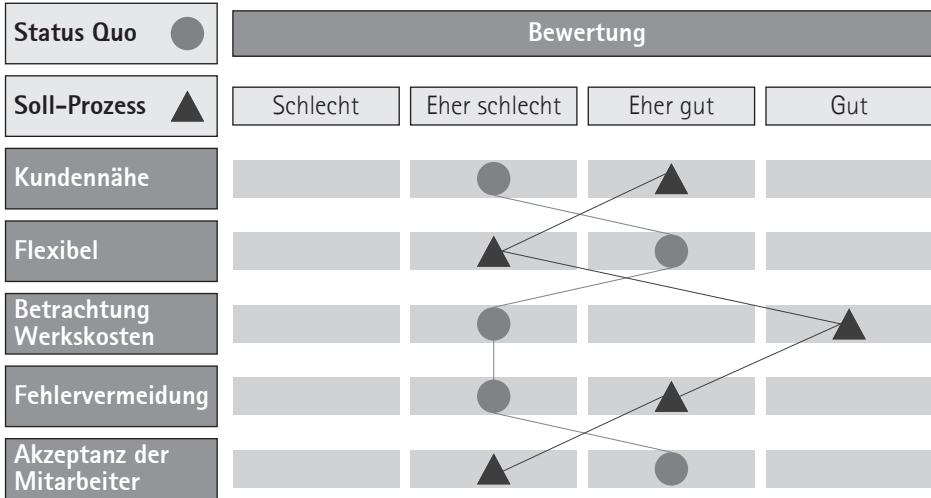 Status Quo
Bewertung
Soll-Prozess
Schlecht
Eher schlecht
Eher gut
Gut
Kundennähe
Flexibel
Betrachtung
Werkskosten
Fehlervermeidung
Akzeptanz der
Mitarbeiter